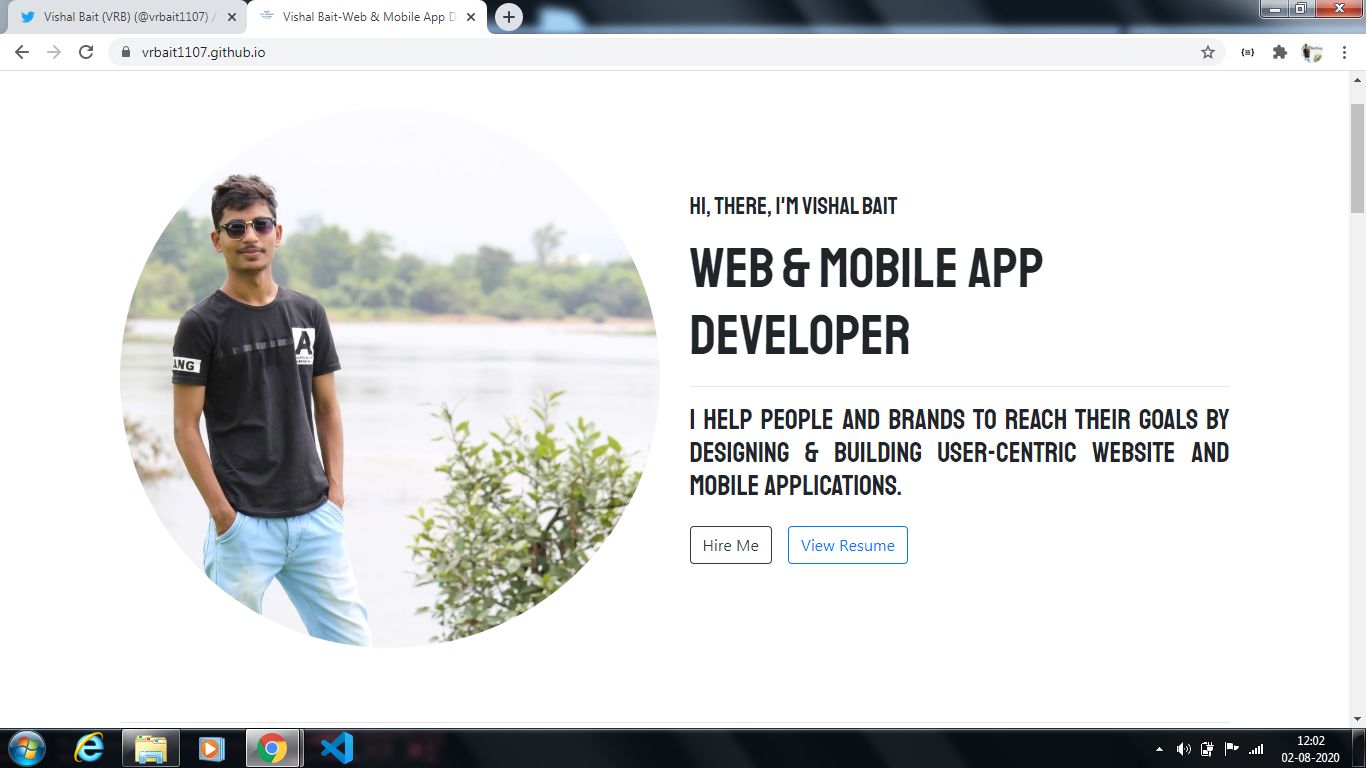 Vishal Bait (VRB) (@vrbait1107) /
Vishal Bait-Web & Mobile App D
vrbait1107.github.io
HI, THERE, I'M VISHAL BAIT
WEB & MOBILE APP
DEVELOPER
I HELP PEOPLE AND BRANDS TO REACH THEIR GOALS BY
DESIGNING & BUILDING USER-CENTRIC WEBSITE AND
MOBILE APPLICATIONS.
Hire Me
View Resume
A
ANG
12:02
02-08-2020